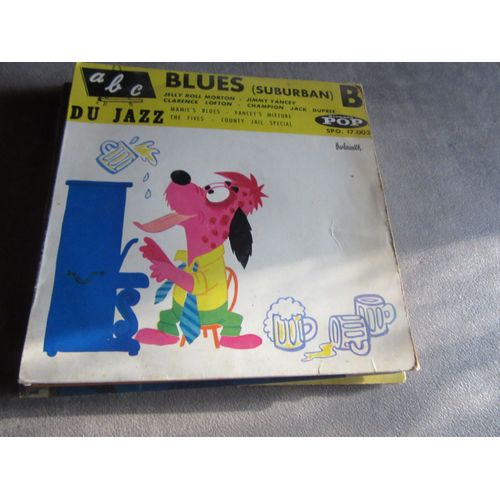 abc
BLUES (SUBURBAN) B
JELLY ROLL MORTON - JIMMY YANCEY
CLARENCE LOFTON - CHAMPION JACK DUPREE
DU JAZZ
MAMIE'S BLUES - YANCEY'S MIXTURE
THE FIVES - COUNTY JAIL SPECIAL
POP
SPO. 17.003